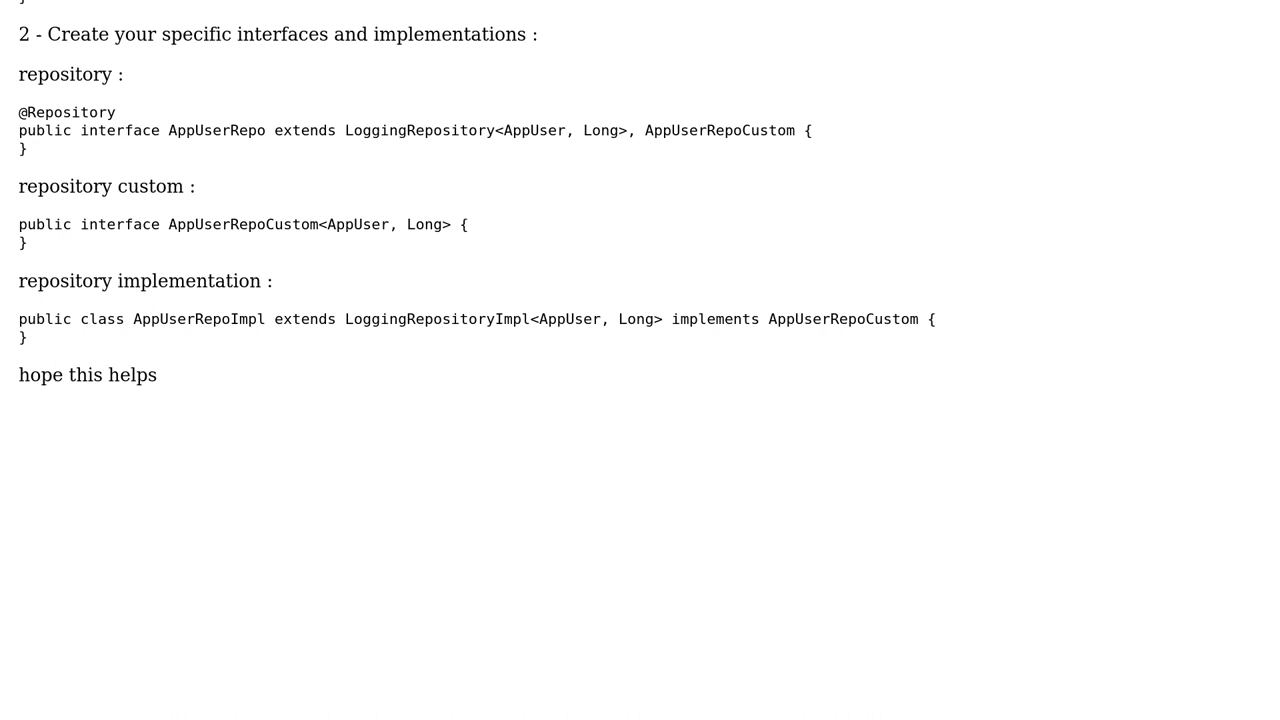 }
2 - Create your specific interfaces and implementations :
repository :
@Repository
public interface AppUserRepo extends LoggingRepository<AppUser, Long>, AppUserRepoCustom {
}
repository custom :
public interface AppUserRepoCustom<AppUser, Long> {
}
repository implementation :
public class AppUserRepoImpl extends LoggingRepositoryImpl<AppUser, Long> implements AppUserRepoCustom {
}
hope this helps